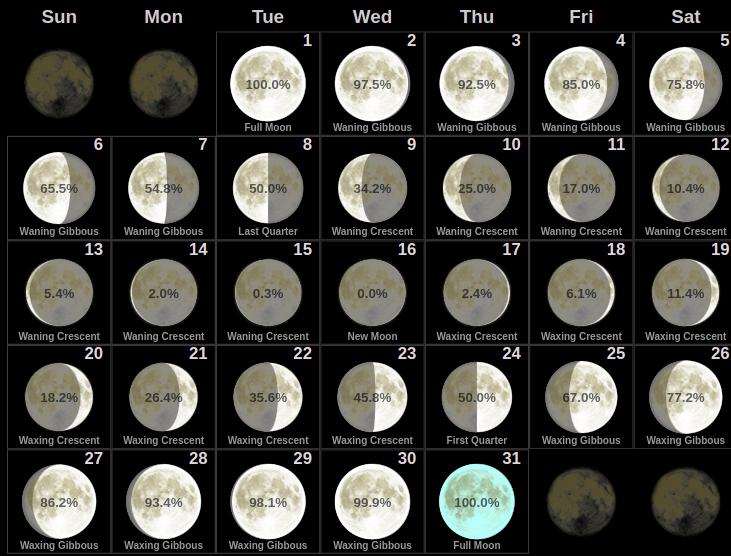 Sun Mon Tue Wed Thu Fri Sat
1 2 3 4 5
100.0% 97.5% 92.5% 85.0% 75.8%
Full Moon Waning Gibbous Waning Gibbous Waning Gibbous Waning Gibbous
6 7 8 9 10 11 12
65.5% 54.8% 50.0% 34.2% 25.0% 17.0% 10.4%
Waning Gibbous Waning Gibbous Last Quarter Waning Crescent Waning Crescent Waning Crescent Waning Crescent
13 14 15 16 17 18 19
5.4% 2.0% 0.3% 0.0% 2.4% 6.1% 11.4%
Waning Crescent Waning Crescent Waning Crescent New Moon Waxing Crescent Waxing Crescent Waxing Crescent
20 21 22 23 24 25 26
18.2% 26.4% 35.6% 45.8% 50.0% 67.0% 77.2%
Waxing Crescent Waxing Crescent Waxing Crescent Waxing Crescent First Quarter Waxing Gibbous Waxing Gibbous
27 28 29 30 31
86.2% 93.4% 98.1% 99.9% 100.0%
Waxing Gibbous Waxing Gibbous Waxing Gibbous Waxing Gibbous Full Moon